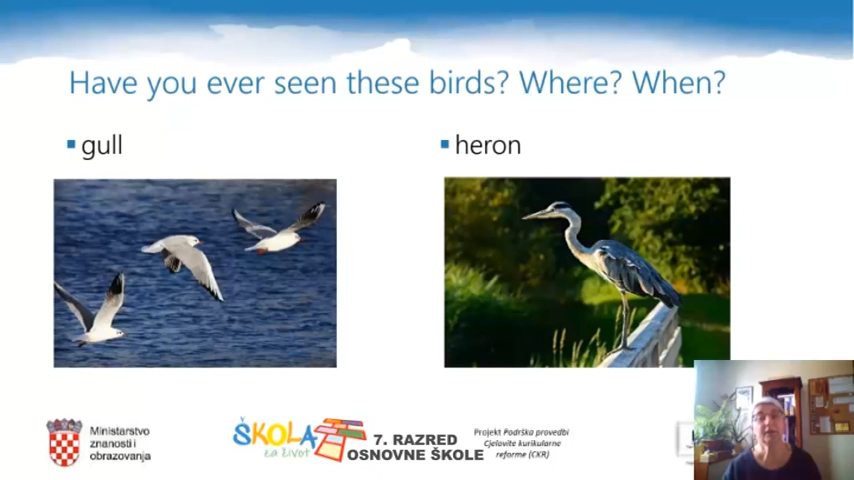 Have you ever seen these birds? Where? When?
gull
heron
Ministarstvo
znanosti i
obrazovanja
ŠKOLA
za život
7. RAZRED
OSNOVNE ŠKOLE
Projekt Podrška provedbi
Cjelovite kurikularne
reforme (CKR)